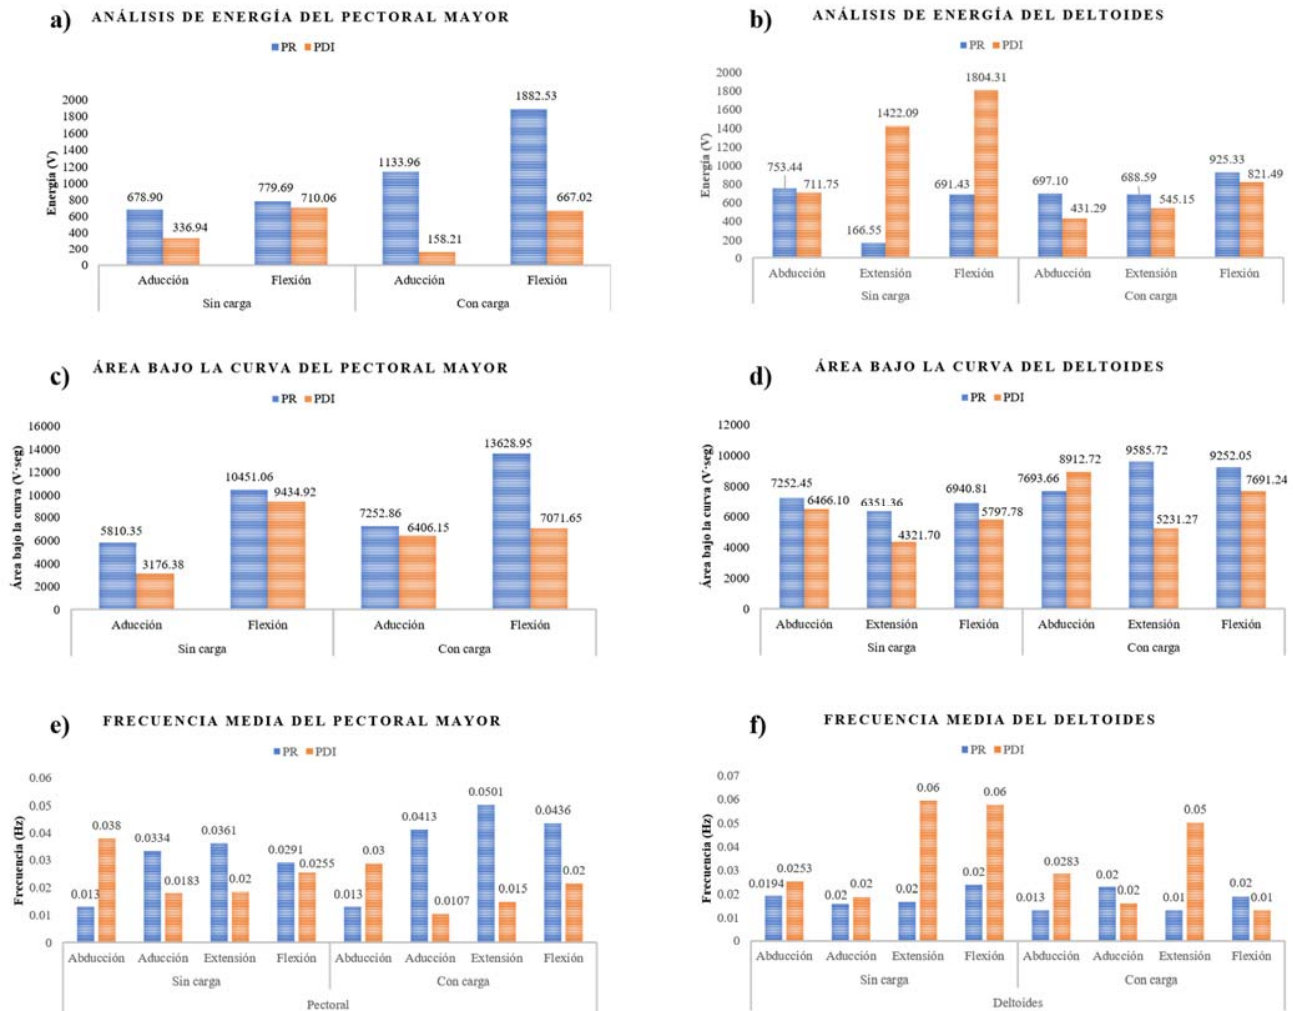 a) ANÁLISIS DE ENERGÍA DEL PECTORAL MAYOR
PR PDI
Energía (V)
2000
1800
1600
1400
1200
1000
800
600
400
200
0
678.90 336.94 779.69 710.06 1133.96 158.21 1882.53 667.02
Aducción Flexión Aducción Flexión
Sin carga Con carga
b) ANÁLISIS DE ENERGÍA DEL DELTOIDES
PR PDI
Energía (V)
2000
1800
1600
1400
1200
1000
800
600
400
200
0
753.44 711.75 166.55 1422.09 691.43 1804.31 697.10 431.29 688.59 545.15 925.33 821.49
Abducción Extensión Flexión Abducción Extensión Flexión
Sin carga Con carga
c) ÁREA BAJO LA CURVA DEL PECTORAL MAYOR
PR PDI
Área bajo la curva (V·seg)
16000
14000
12000
10000
8000
6000
4000
2000
0
5810.35 3176.38 10451.06 9434.92 7252.86 6406.15 13628.95 7071.65
Aducción Flexión Aducción Flexión
Sin carga Con carga
d) ÁREA BAJO LA CURVA DEL DELTOIDES
PR PDI
Área bajo la curva (V·seg)
12000
10000
8000
6000
4000
2000
0
7252.45 6466.10 6351.36 4321.70 6940.81 5797.78 7693.66 8912.72 9585.72 5231.27 9252.05 7691.24
Abducción Extensión Flexión Abducción Extensión Flexión
Sin carga Con carga
e) FRECUENCIA MEDIA DEL PECTORAL MAYOR
PR PDI
Frecuencia (Hz)
0.06
0.05
0.04
0.03
0.02
0.01
0
0.013 0.038 0.0334 0.0183 0.0361 0.02 0.0291 0.0255 0.013 0.03 0.0413 0.0107 0.0501 0.015 0.0436 0.02
Abducción Aducción Extensión Flexión Abducción Aducción Extensión Flexión
Sin carga Con carga
Pectoral
f) FRECUENCIA MEDIA DEL DELTOIDES
PR PDI
Frecuencia (Hz)
0.07
0.06
0.05
0.04
0.03
0.02
0.01
0
0.0194 0.0253 0.02 0.02 0.02 0.06 0.02 0.06 0.013 0.0283 0.02 0.02 0.01 0.05 0.02 0.01
Abducción Aducción Extensión Flexión Abducción Aducción Extensión Flexión
Sin carga Con carga
Deltoides